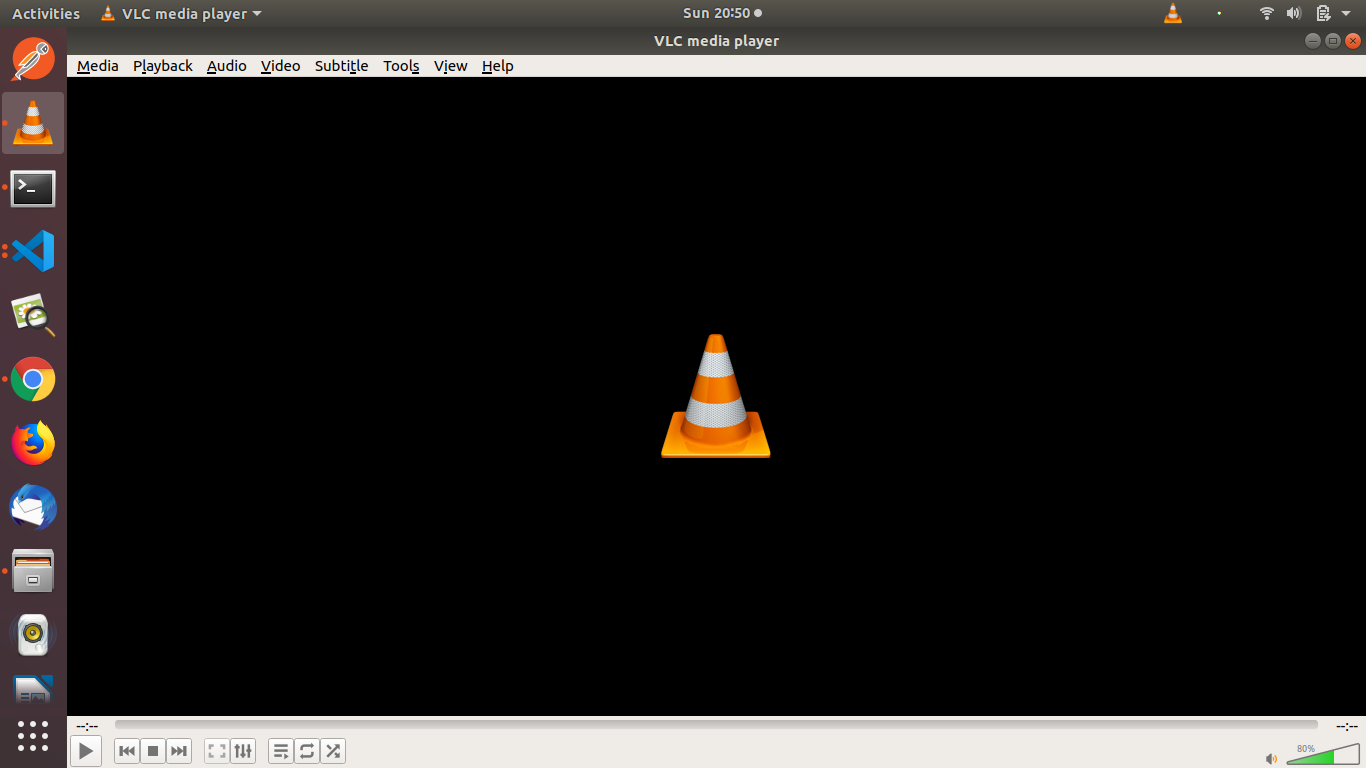 Activities VLC media player Sun 20:50
VLC media player
Media Playback Audio Video Subtitle Tools View Help
--:-- --:--
80%